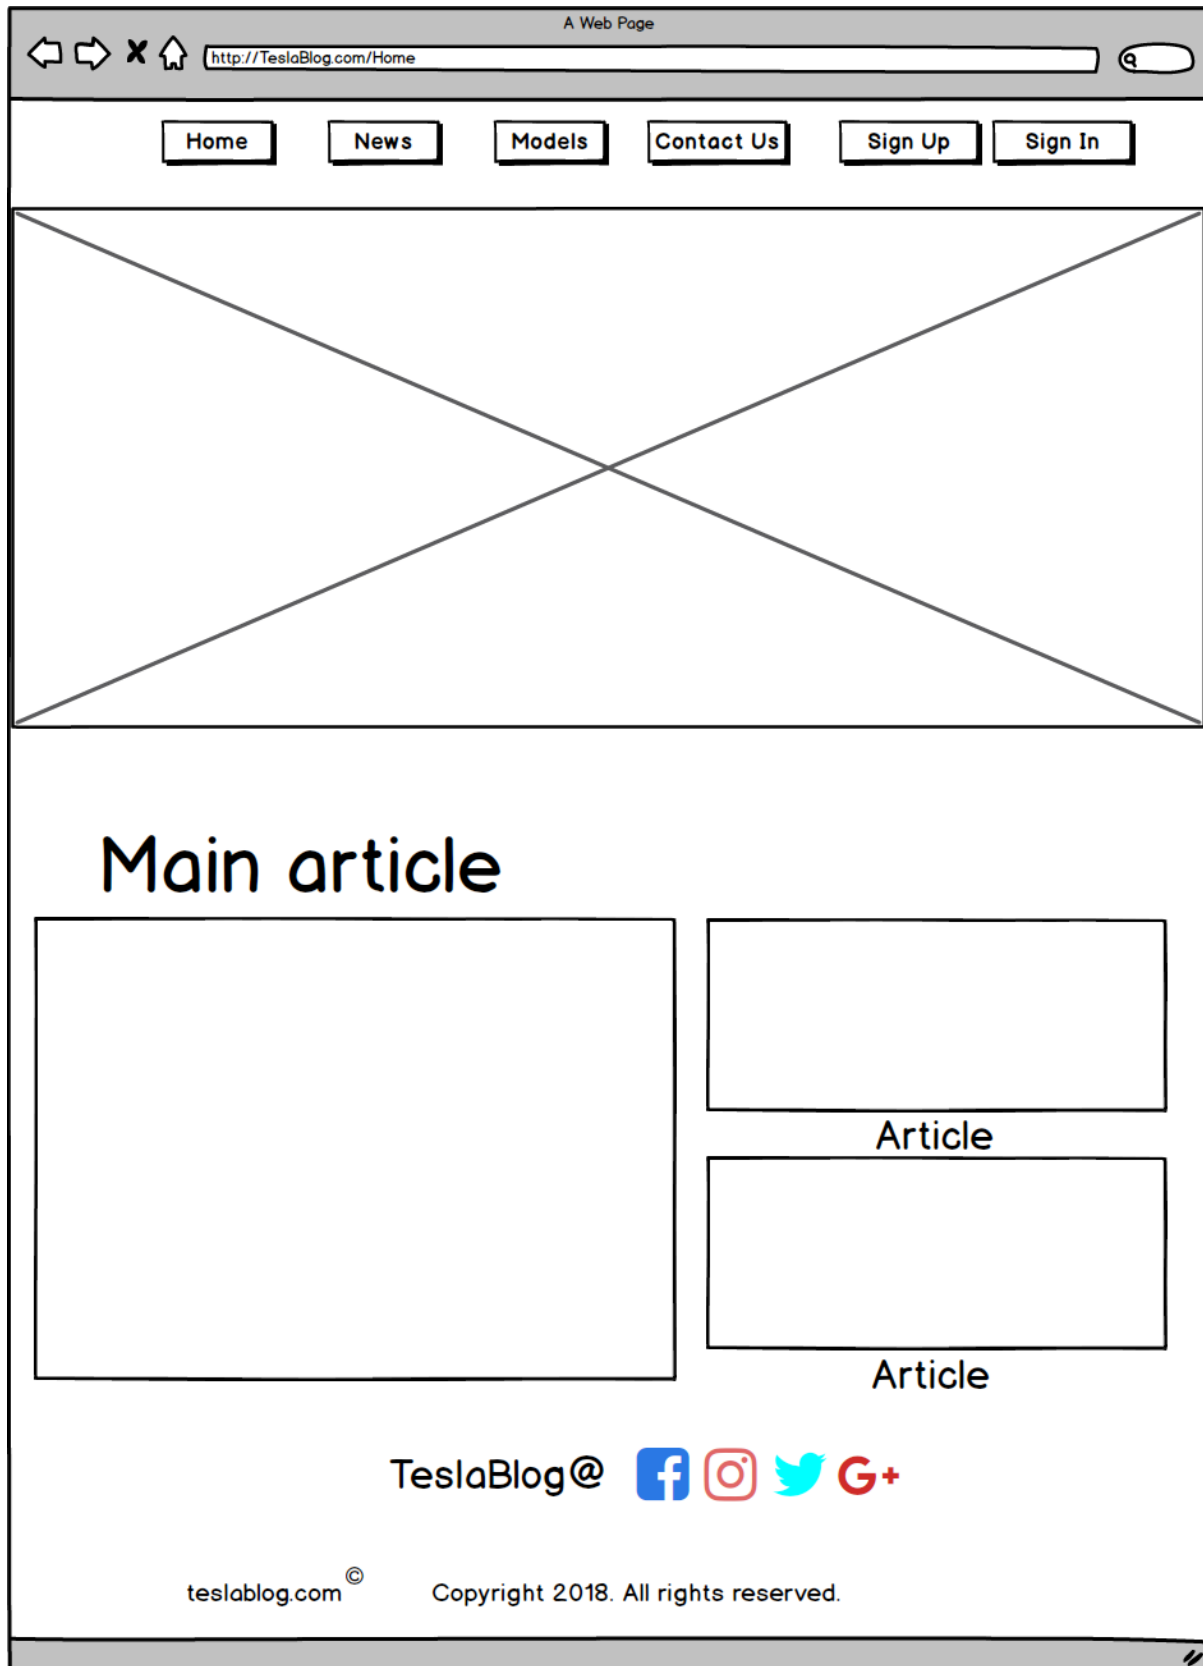 A Web Page
http://TeslaBlog.com/Home
Home News Models Contact Us Sign Up Sign In
Main article
Article
Article
TeslaBlog@ f G+
teslablog.com © Copyright 2018. All rights reserved.